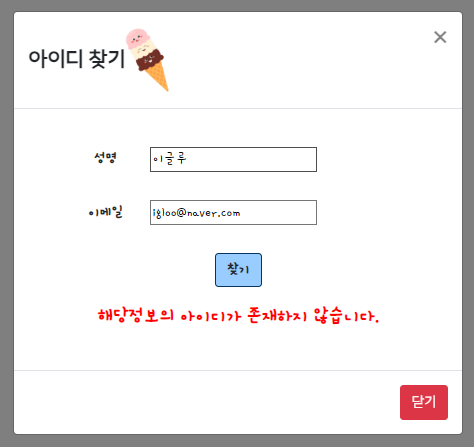 아이디 찾기
×
성명 이글루
이메일 igloo@naver.com
찾기
해당정보의 아이디가 존재하지 않습니다.
닫기